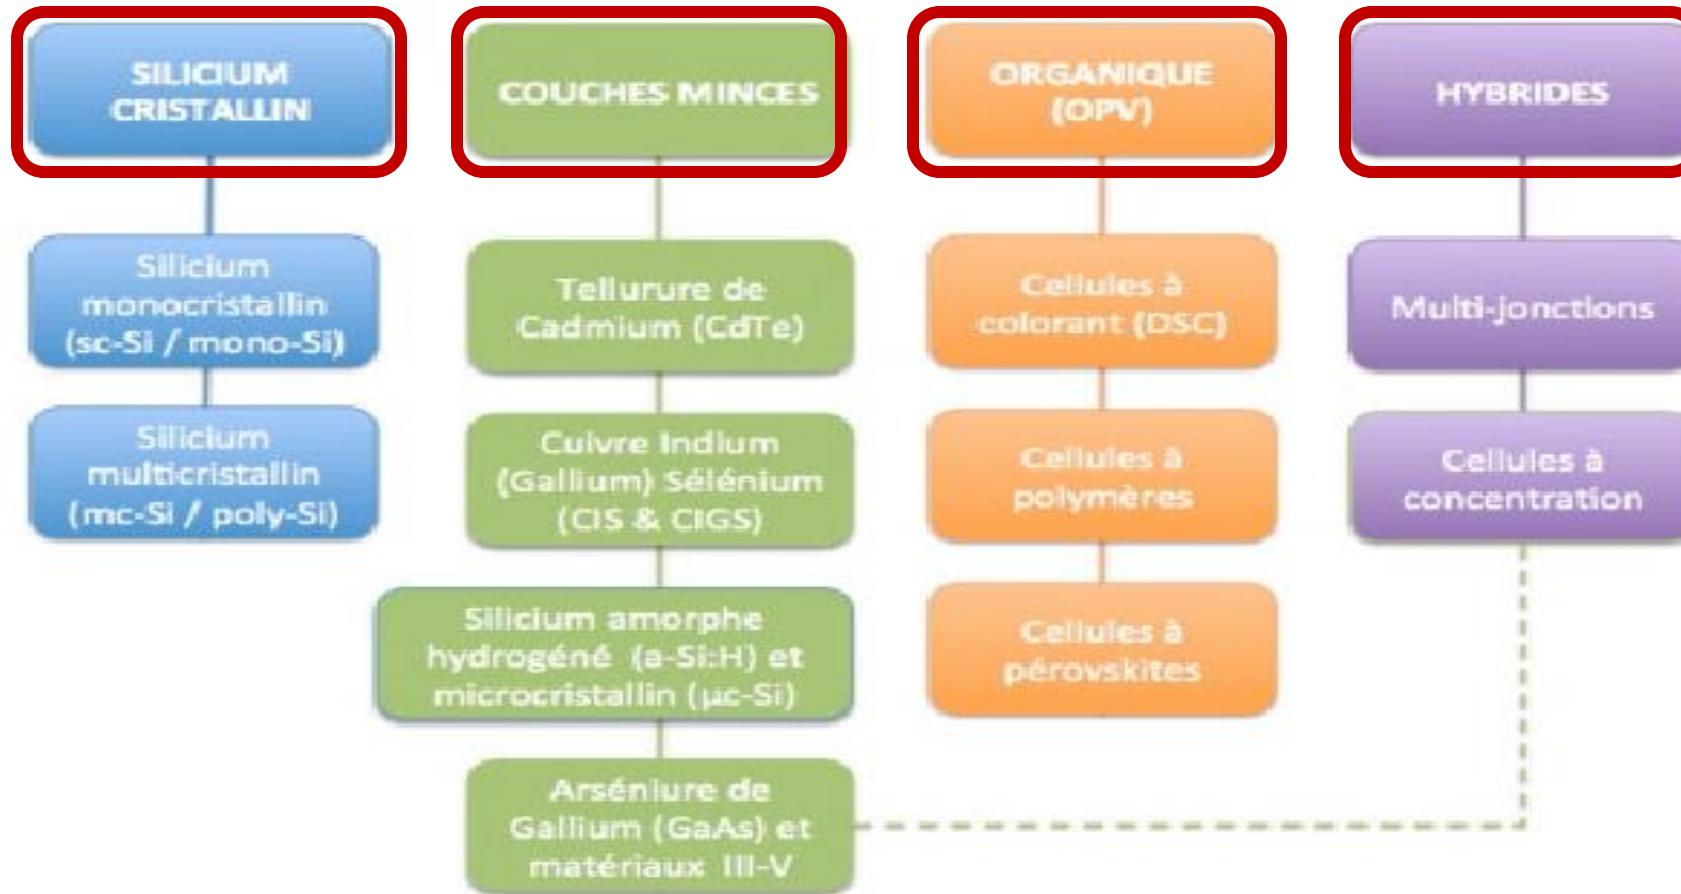 SILICIUM
CRISTALLIN
Silicium
monocristallin
(sc-Si / mono-Si)
Silicium
multicristallin
(mc-Si / poly-Si)
COUCHES MINCES
Tellurure de
Cadmium (CdTe)
Cuivre Indium
(Gallium) Sélénium
(CIS & CIGS)
Silicium amorphe
hydrogéné (a-Si:H) et
microcristallin (µc-Si)
Arséniure de
Gallium (GaAs) et
matériaux III-V
ORGANIQUE
(OPV)
Cellules à
colorant (DSC)
Cellules à
polymères
Cellules à
pérovskites
HYBRIDES
Multi-jonctions
Cellules à
concentration